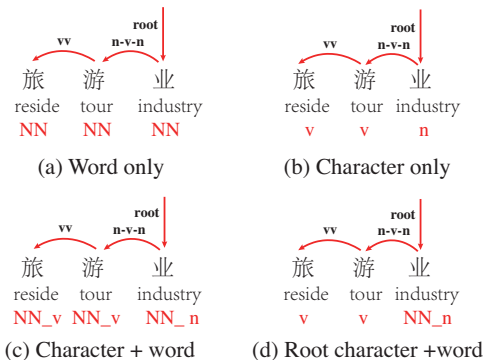 root
vv n-v-n
旅 游 业
reside tour industry
NN NN NN
(a) Word only
root
vv n-v-n
旅 游 业
reside tour industry
v v n
(b) Character only
root
vv n-v-n
旅 游 业
reside tour industry
NN_v NN_v NN_ n
(c) Character + word
root
vv n-v-n
旅 游 业
reside tour industry
v v NN_n
(d) Root character +word